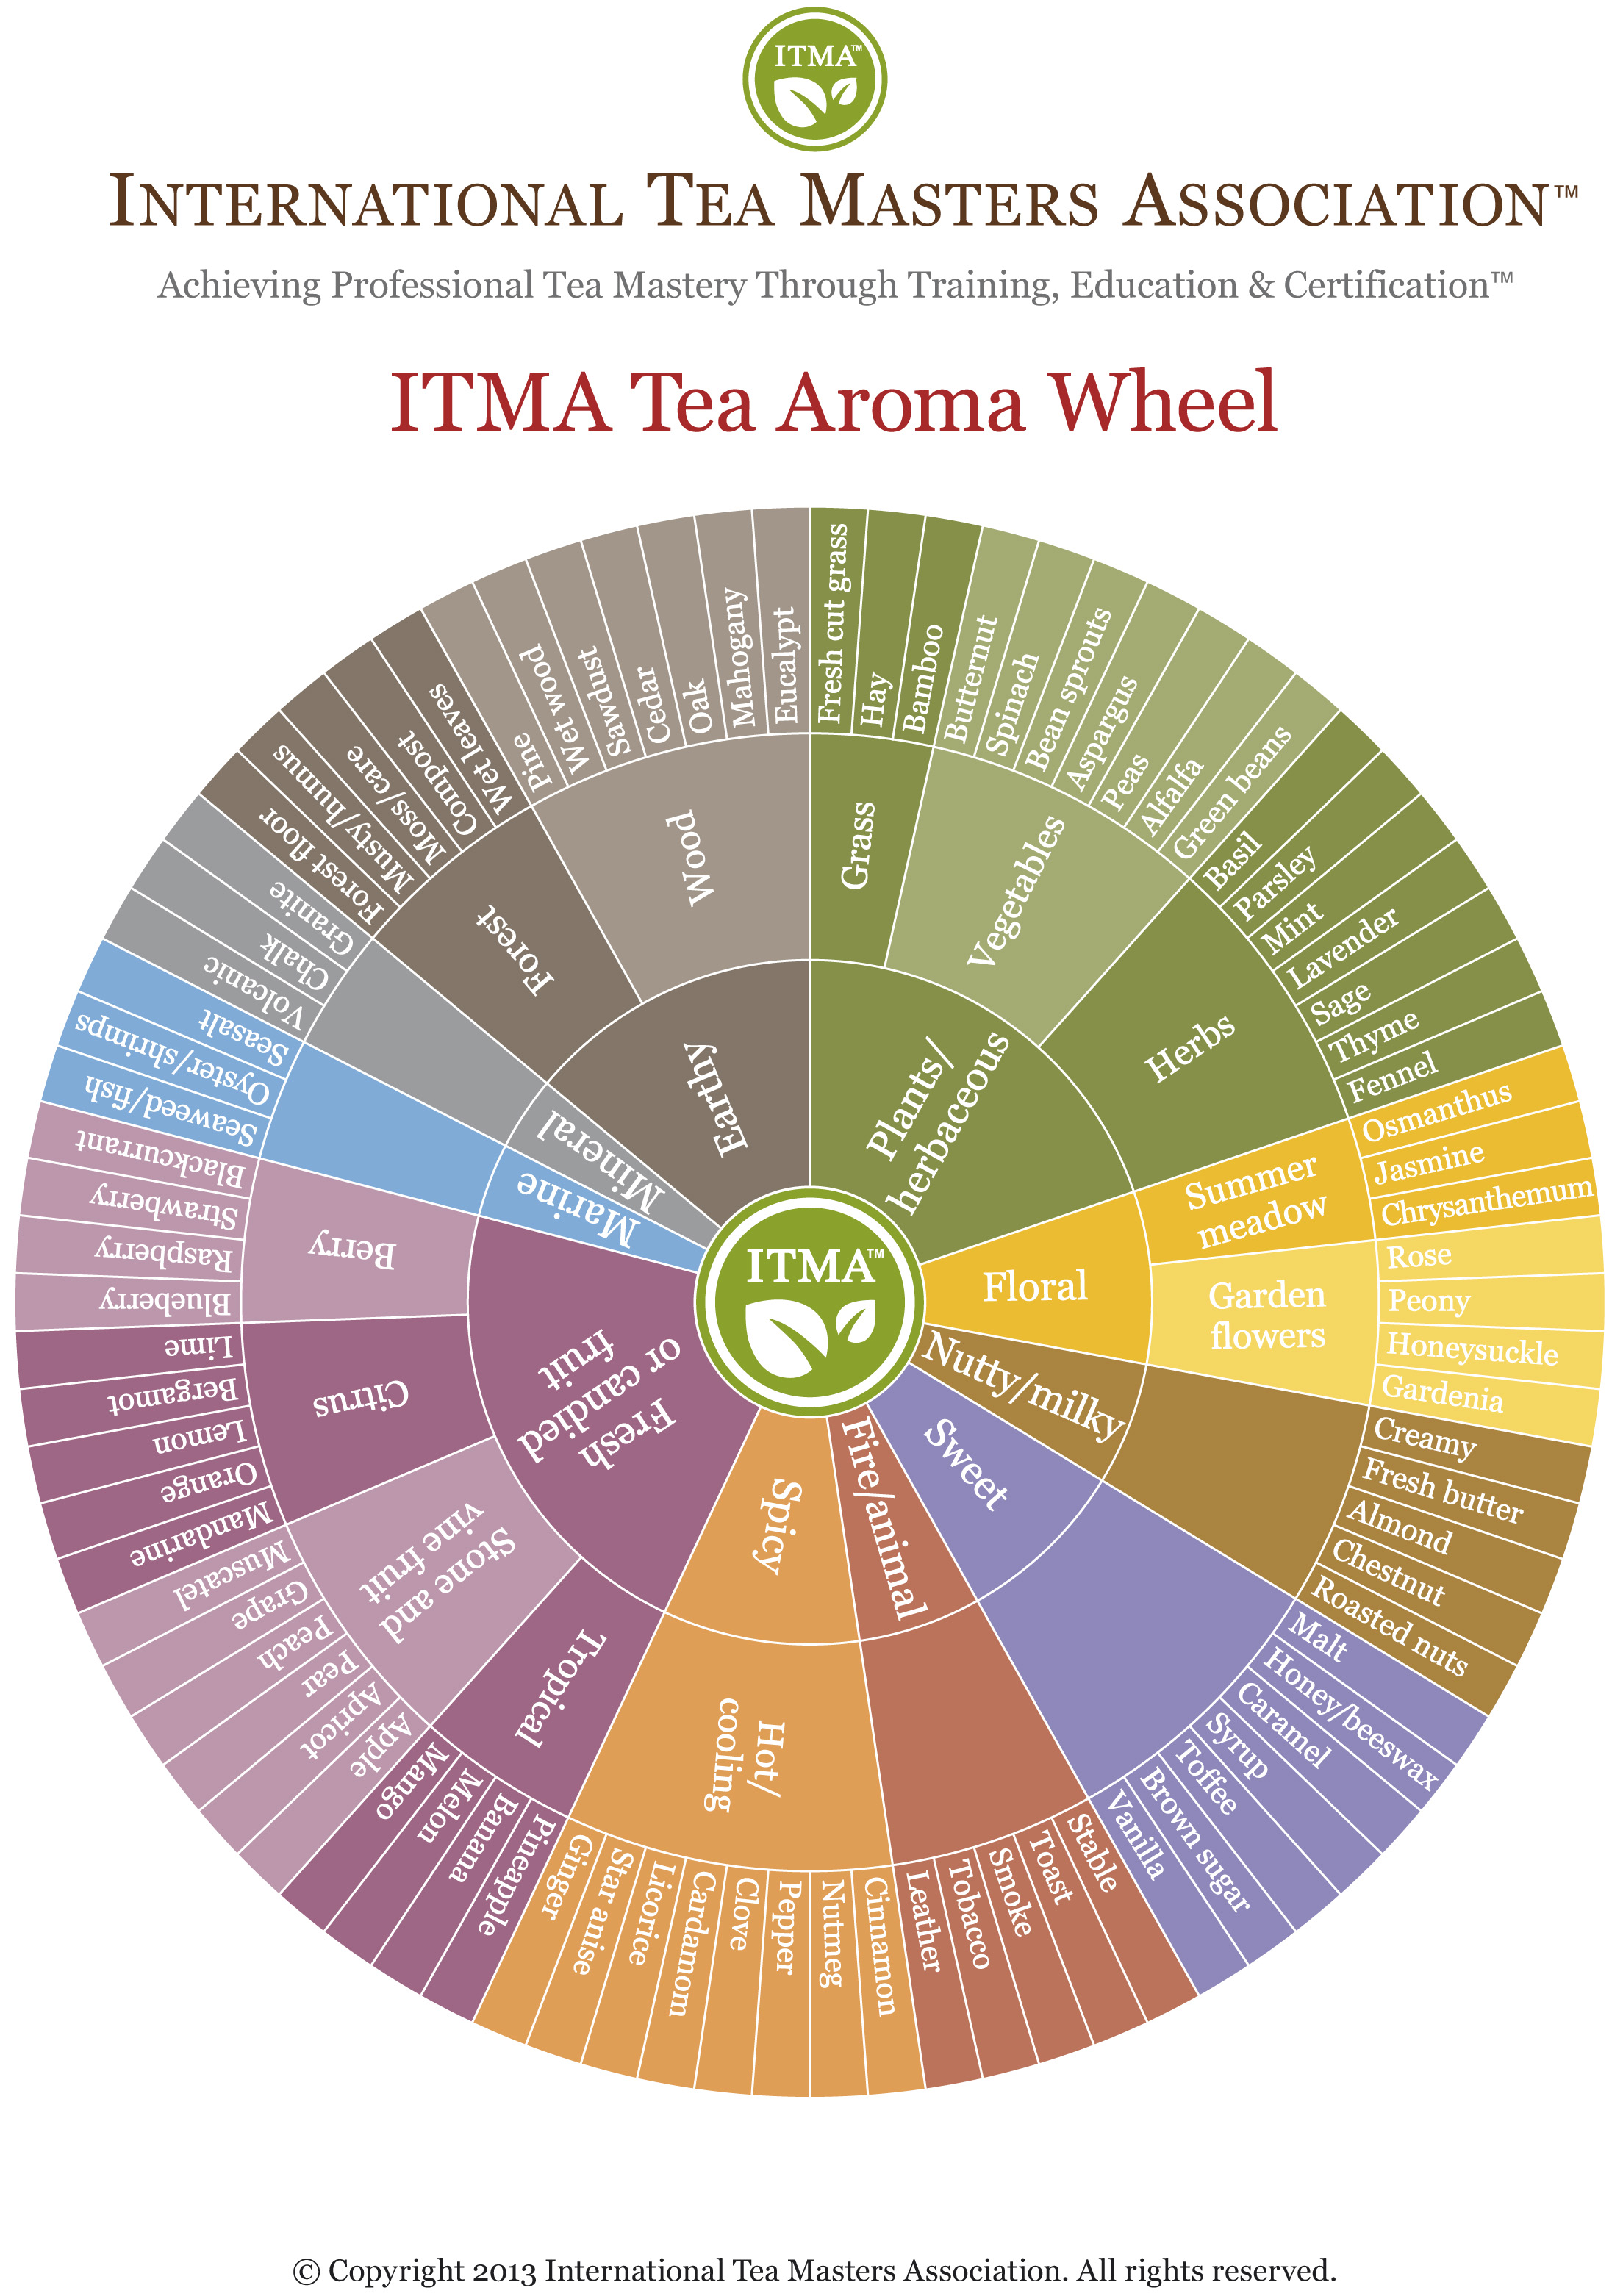 ITMA™
INTERNATIONAL TEA MASTERS ASSOCIATION™
Achieving Professional Tea Mastery Through Training, Education & Certification™
ITMA Tea Aroma Wheel
Plants/
herbaceous
Grass
Fresh cut grass
Hay
Bamboo
Vegetables
Butternut
Spinach
Bean sprouts
Aspargus
Peas
Alfalfa
Green beans
Herbs
Basil
Parsley
Mint
Lavender
Sage
Thyme
Fennel
Floral
Summer
meadow
Osmanthus
Jasmine
Chrysanthemum
Garden
flowers
Rose
Peony
Honeysuckle
Gardenia
Nutty/milky
Creamy
Fresh butter
Almond
Chestnut
Roasted nuts
Sweet
Malt
Honey/beeswax
Caramel
Syrup
Toffee
Brown sugar
Vanilla
Fire/animal
Stable
Toast
Smoke
Tobacco
Leather
Spicy
Hot/
cooling
Cinnamon
Nutmeg
Pepper
Clove
Cardamom
Licorice
Star anise
Ginger
Fresh
or candied
fruit
Tropical
Pineapple
Banana
Melon
Mango
Stone and
vine fruit
Apple
Apricot
Pear
Peach
Grape
Muscatel
Citrus
Mandarine
Orange
Lemon
Bergamot
Lime
Berry
Blueberry
Raspberry
Strawberry
Blackcurrant
Marine
Seaweed/fish
Oyster/shrimps
Seasalt
Mineral
Volcanic
Chalk
Granite
Earthy
Forest
Forest floor
Musty/humus
Moss/care
Compost
Wet leaves
Wood
Pine
Wet wood
Sawdust
Cedar
Oak
Mahogany
Eucalypt
ITMA™
© Copyright 2013 International Tea Masters Association. All rights reserved.